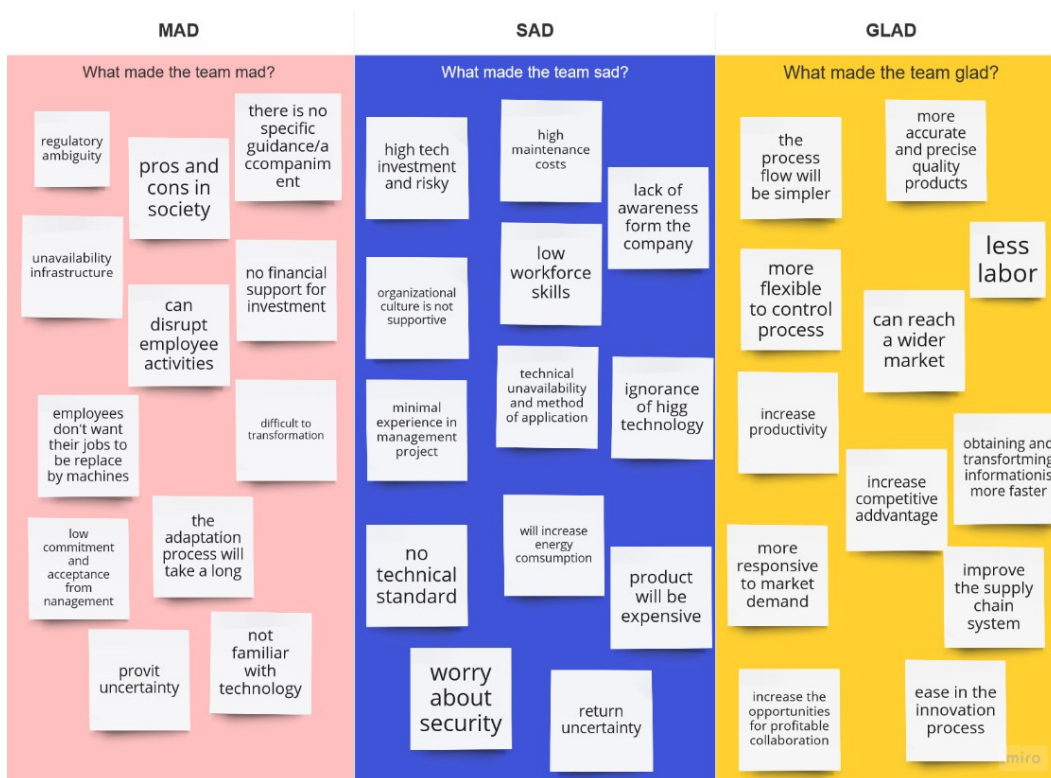 MAD
What made the team mad?
regulatory
ambiguity
pros and
cons in
society
there is no
specific
guidance/a
ccompanim
ent
unavailability
infrastructure
can
disrupt
employee
activities
no financial
support for
investment
employees
don't want
their jobs to
be replace
by machines
difficult to
transformation
low
commitment
and
acceptance
from
nanagement
the
adaptation
process will
take a long
provit
uncertainty
not
familiar
with
technology
SAD
What made the team sad?
high tech
investment
and risky
high
maintenance
costs
lack of
awareness
form the
company
low
workforce
skills
organizational
culture is not
supportive
technical
unavailability
and method
of application
ignorance
of higg
technology
minimal
experience in
management
project
no
technical
standard
will increase
energy
comsumption
product
will be
expensive
worry
about
security
return
uncertainty
GLAD
What made the team glad?
the
process
flow will
be simpler
more
accurate
and precise
quality
products
less
labor
more
flexible
to control
process
can reach
a wider
market
increase
productivity
increase
competitive
addvantage
obtaining and
transfortming
informationis
more faster
more
responsive
to market
demand
improve
the supply
chain
system
increase the
opportunities
for profitable
collaboration
ease in the
innovation
process
miro